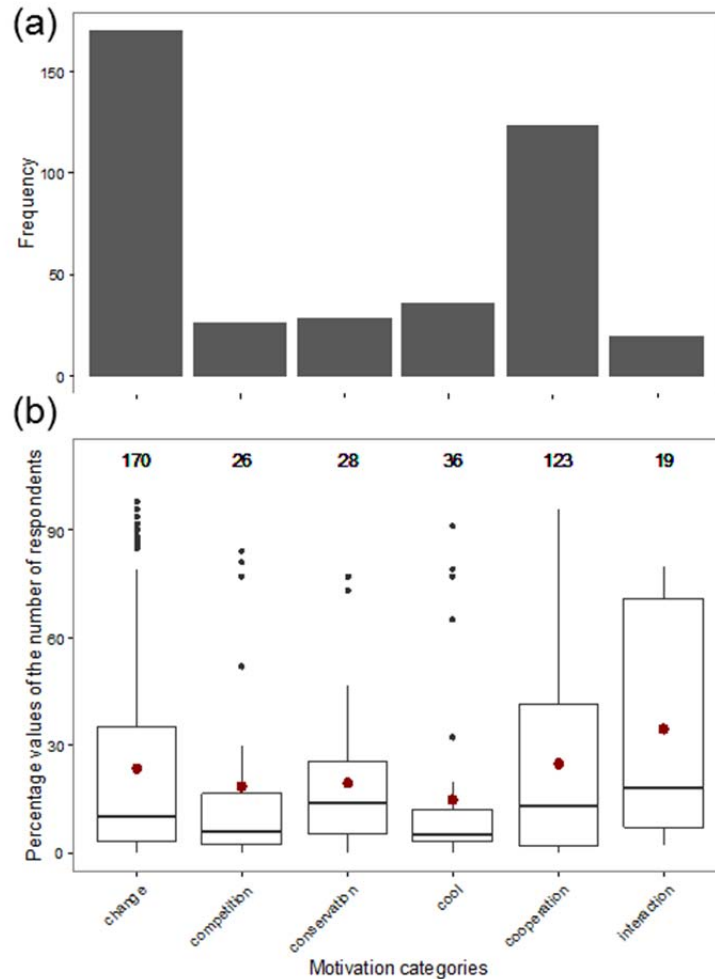 (a)
150
100
50
0
Frequency
(b)
Percentage values of the number of respondents
170 26 28 36 123 19
90
60
30
0
change competition conservation cool cooperation interaction
Motivation categories